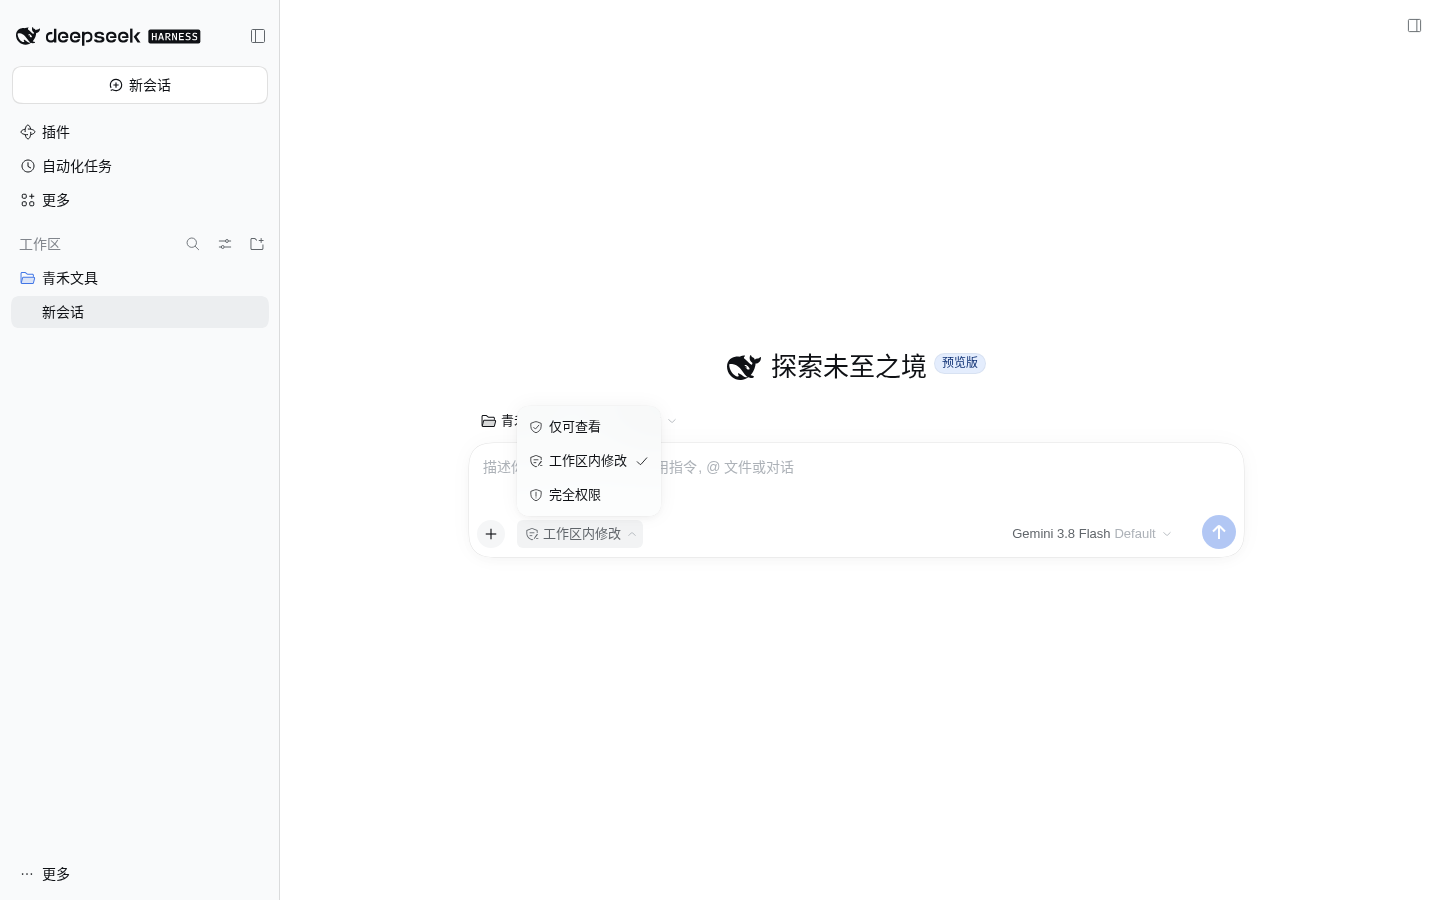 deepseek HARNESS
新会话
插件
自动化任务
更多
工作区
青禾文具
新会话
更多
探索未至之境 预览版
青
仅可查看
工作区内修改
完全权限
描述 用指令, @ 文件或对话
工作区内修改
Gemini 3.8 Flash Default